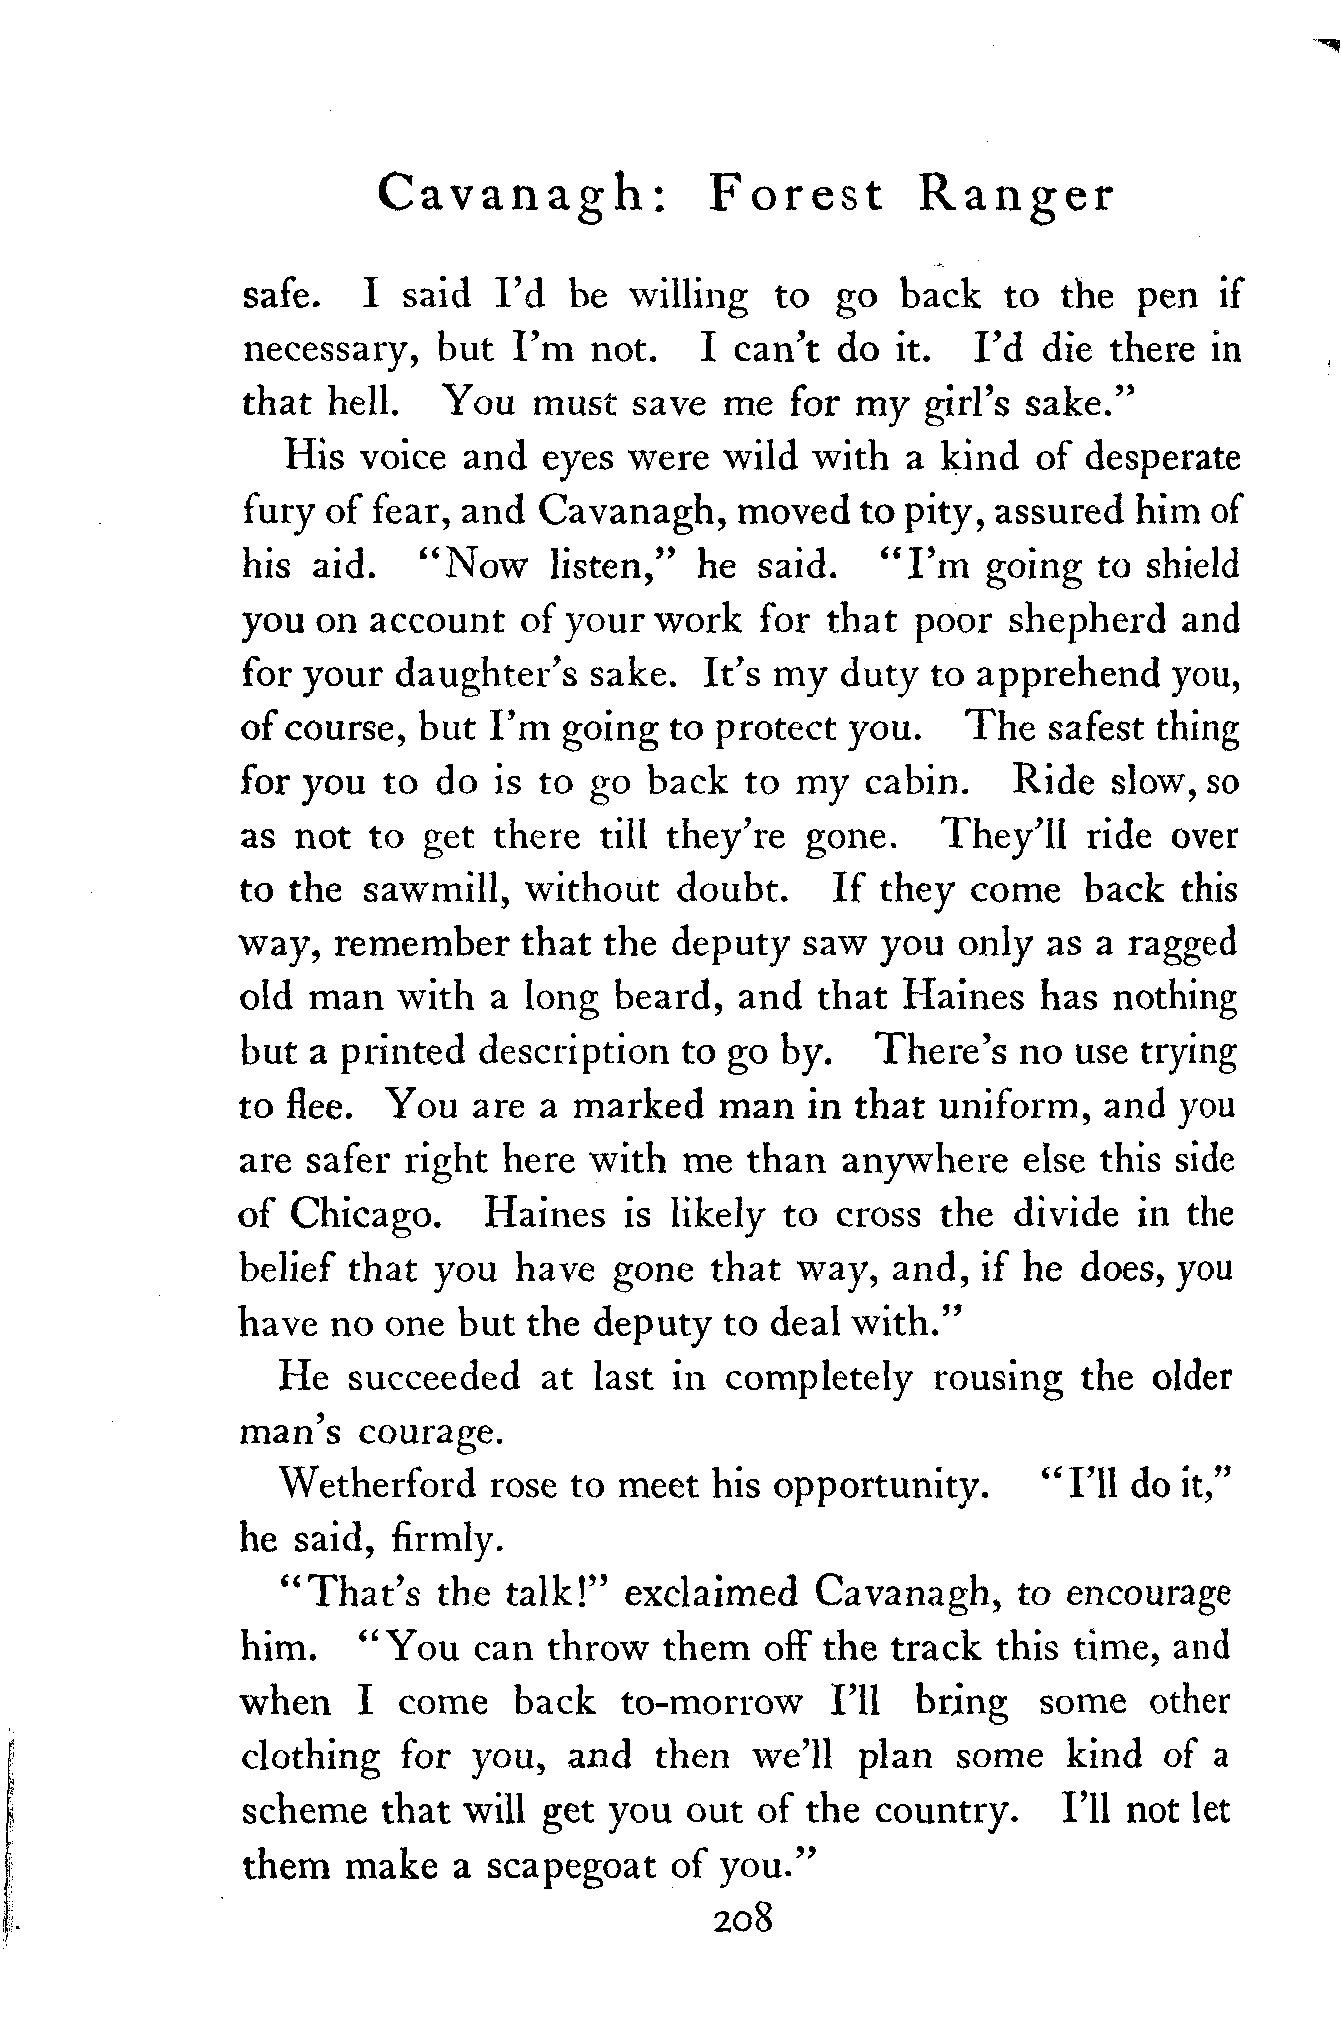 Cavanagh: Forest Ranger
safe. I said I'd be willing to go back to the pen if
necessary, but I'm not. I can't do it. I'd die there in
that hell. You must save me for my girl's sake."
His voice and eyes were wild with a kind of desperate
fury of fear, and Cavanagh, moved to pity, assured him of
his aid. "Now listen," he said. "I'm going to shield
you on account of your work for that poor shepherd and
for your daughter's sake. It's my duty to apprehend you,
of course, but I'm going to protect you. The safest thing
for you to do is to go back to my cabin. Ride slow, so
as not to get there till they're gone. They'll ride over
to the sawmill, without doubt. If they come back this
way, remember that the deputy saw you only as a ragged
old man with a long beard, and that Haines has nothing
but a printed description to go by. There's no use trying
to flee. You are a marked man in that uniform, and you
are safer right here with me than anywhere else this side
of Chicago. Haines is likely to cross the divide in the
belief that you have gone that way, and, if he does, you
have no one but the deputy to deal with."
He succeeded at last in completely rousing the older
man's courage.
Wetherford rose to meet his opportunity. "I'll do it,"
he said, firmly.
"That's the talk!" exclaimed Cavanagh, to encourage
him. "You can throw them off the track this time, and
when I come back to-morrow I'll bring some other
clothing for you, and then we'll plan some kind of a
scheme that will get you out of the country. I'll not let
them make a scapegoat of you."
208